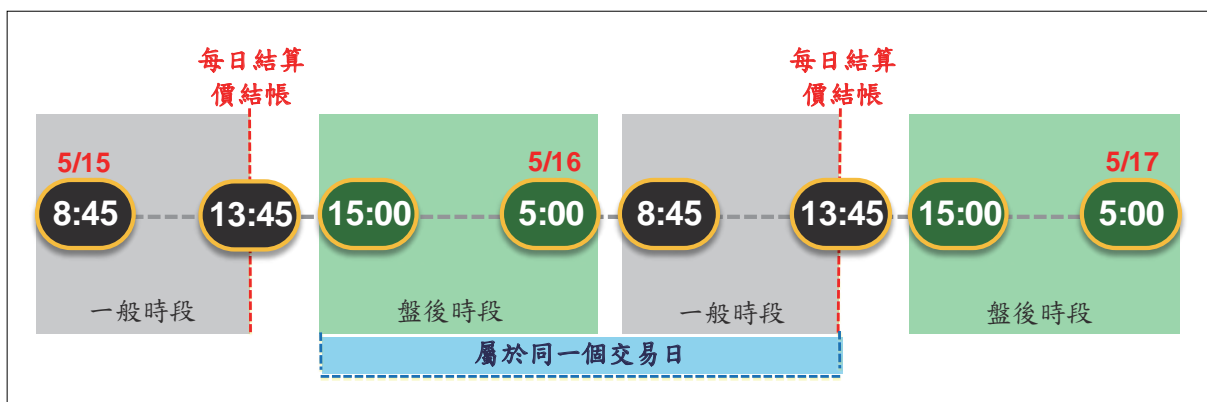 每日結算
價結帳
每日結算
價結帳
5/15
5/16
5/17
8:45
13:45
15:00
5:00
8:45
13:45
15:00
5:00
一般時段
盤後時段
一般時段
盤後時段
屬於同一個交易日